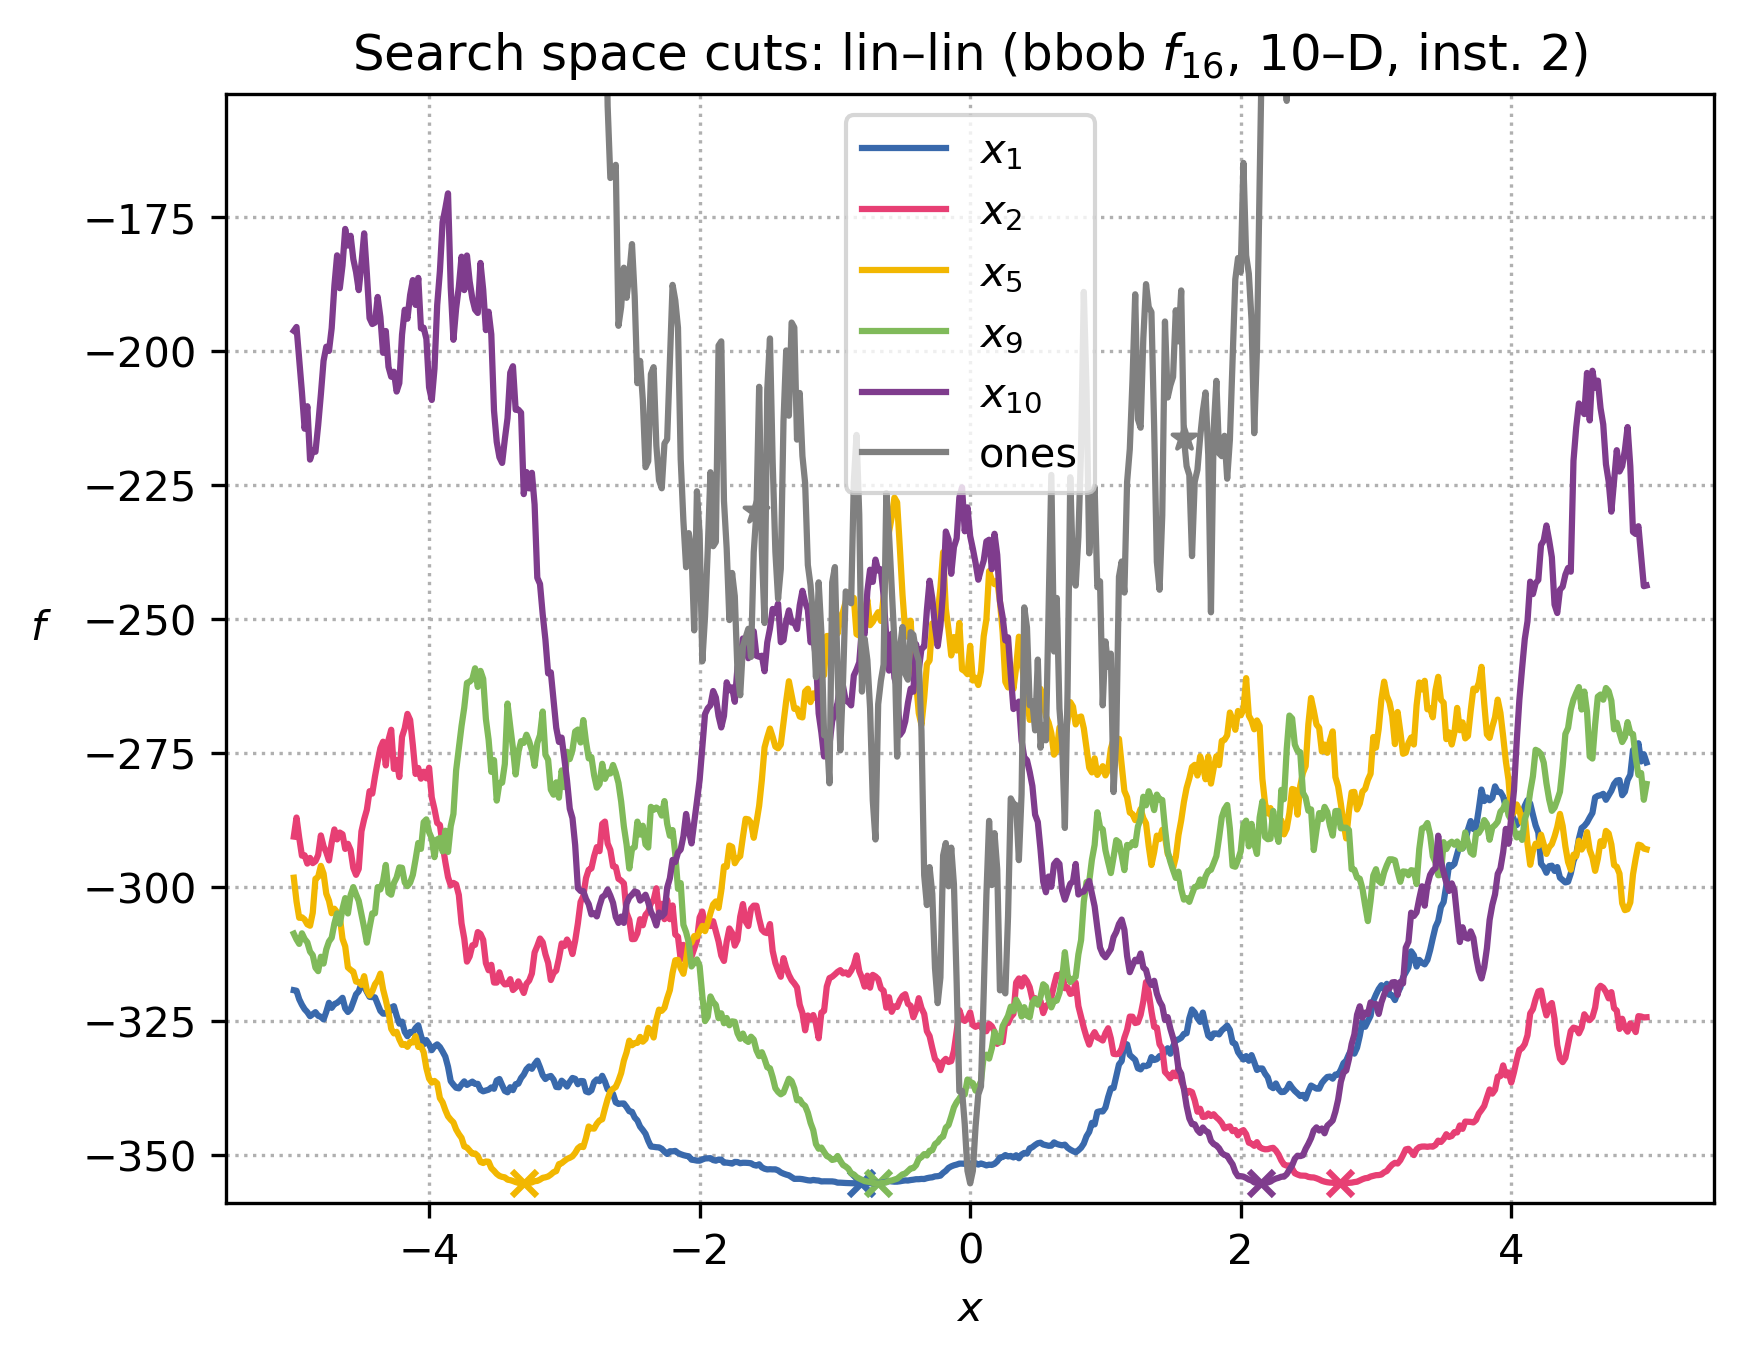 Search space cuts: lin–lin (bbob f₁₆, 10–D, inst. 2)
x₁
x₂
x₅
x₉
x₁₀
ones
f
−175
−200
−225
−250
−275
−300
−325
−350
−4 −2 0 2 4
x